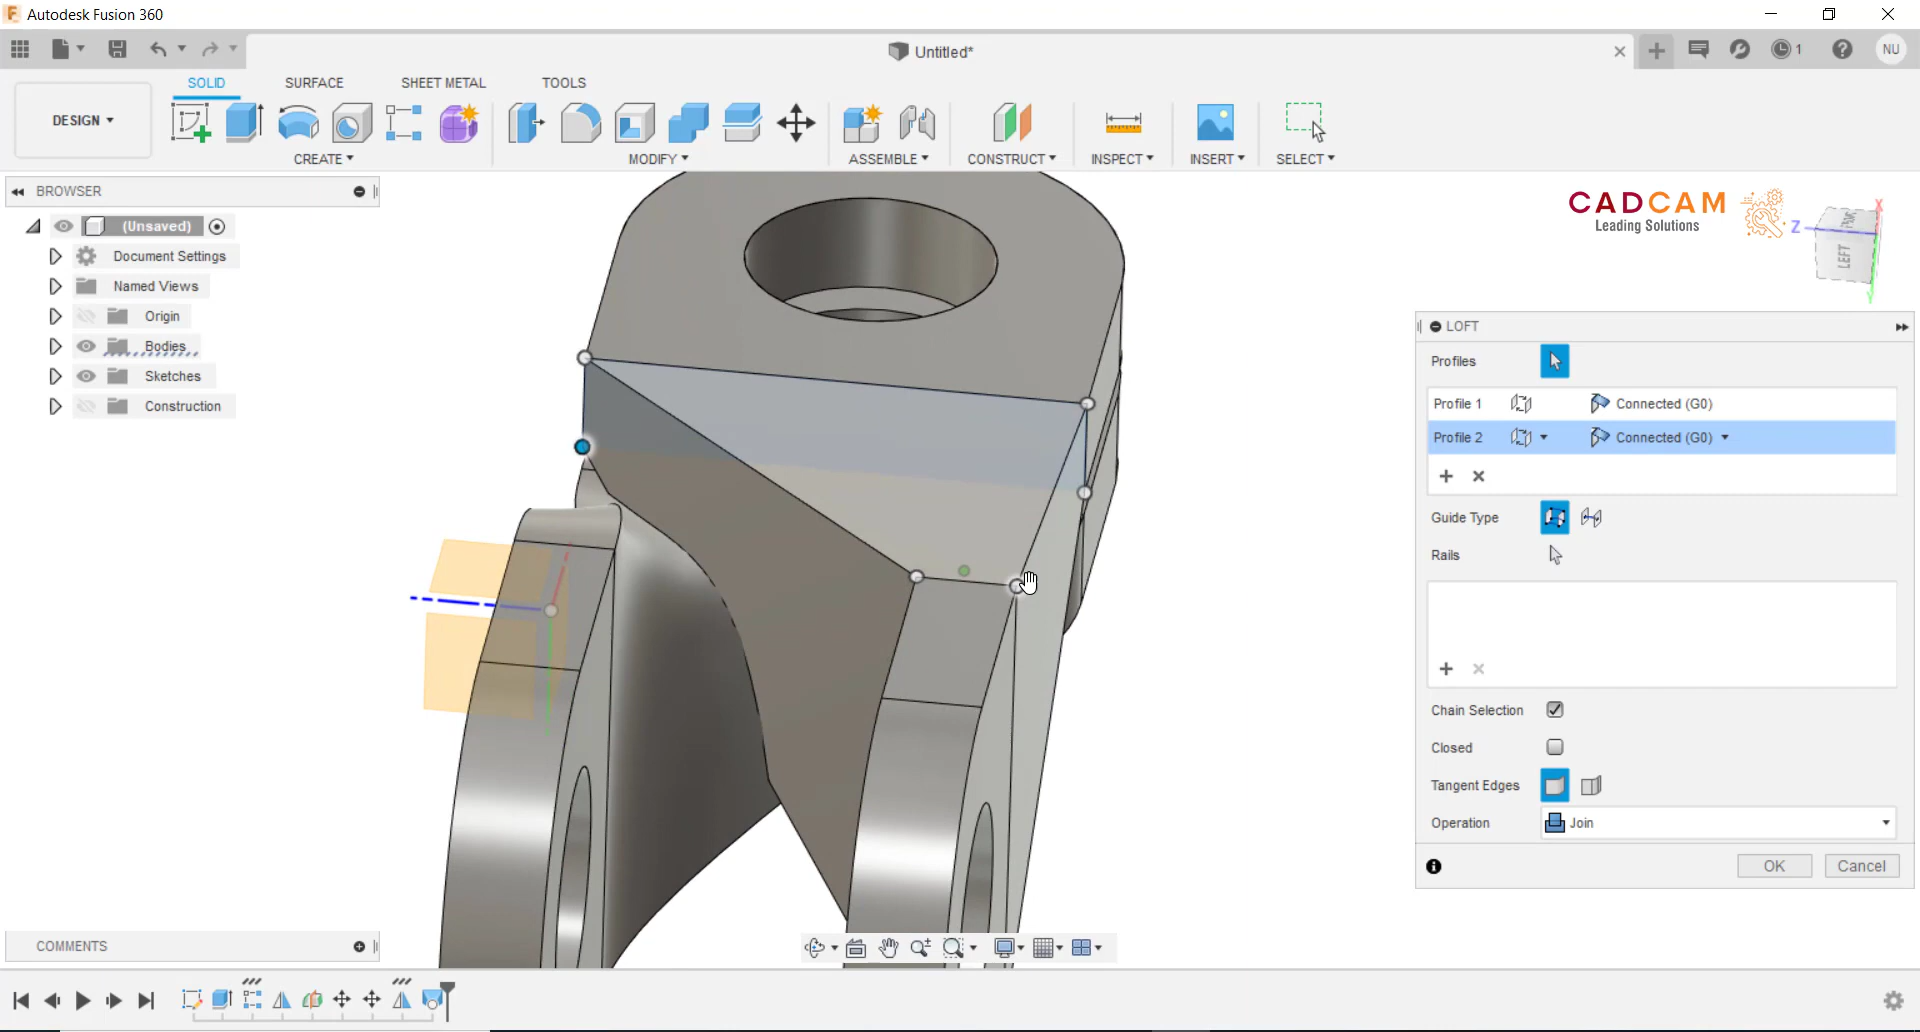 Autodesk Fusion 360
Untitled*
1
NU
DESIGN
SOLID
SURFACE
SHEET METAL
TOOLS
CREATE
MODIFY
ASSEMBLE
CONSTRUCT
INSPECT
INSERT
SELECT
BROWSER
(Unsaved)
Document Settings
Named Views
Origin
Bodies
Sketches
Construction
CADCAM
Leading Solutions
X
Z
LEFT
Y
LOFT
Profiles
Profile 1 Connected (G0)
Profile 2 Connected (G0)
Guide Type
Rails
Chain Selection
Closed
Tangent Edges
Operation Join
OK Cancel
COMMENTS